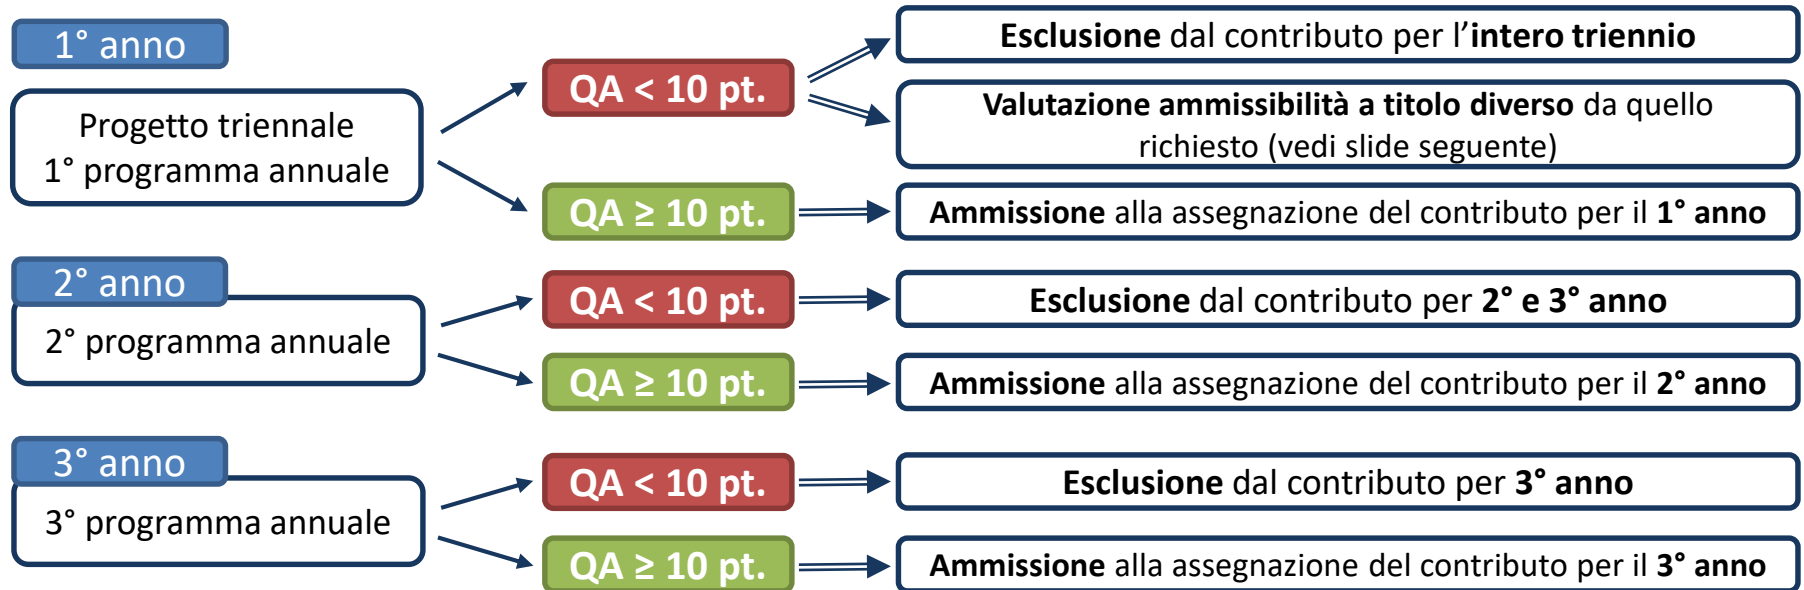 1° anno
Progetto triennale
1° programma annuale
QA < 10 pt.
Esclusione dal contributo per l’intero triennio
Valutazione ammissibilità a titolo diverso da quello
richiesto (vedi slide seguente)
QA ≥ 10 pt.
Ammissione alla assegnazione del contributo per il 1° anno
2° anno
2° programma annuale
QA < 10 pt.
Esclusione dal contributo per 2° e 3° anno
QA ≥ 10 pt.
Ammissione alla assegnazione del contributo per il 2° anno
3° anno
3° programma annuale
QA < 10 pt.
Esclusione dal contributo per 3° anno
QA ≥ 10 pt.
Ammissione alla assegnazione del contributo per il 3° anno